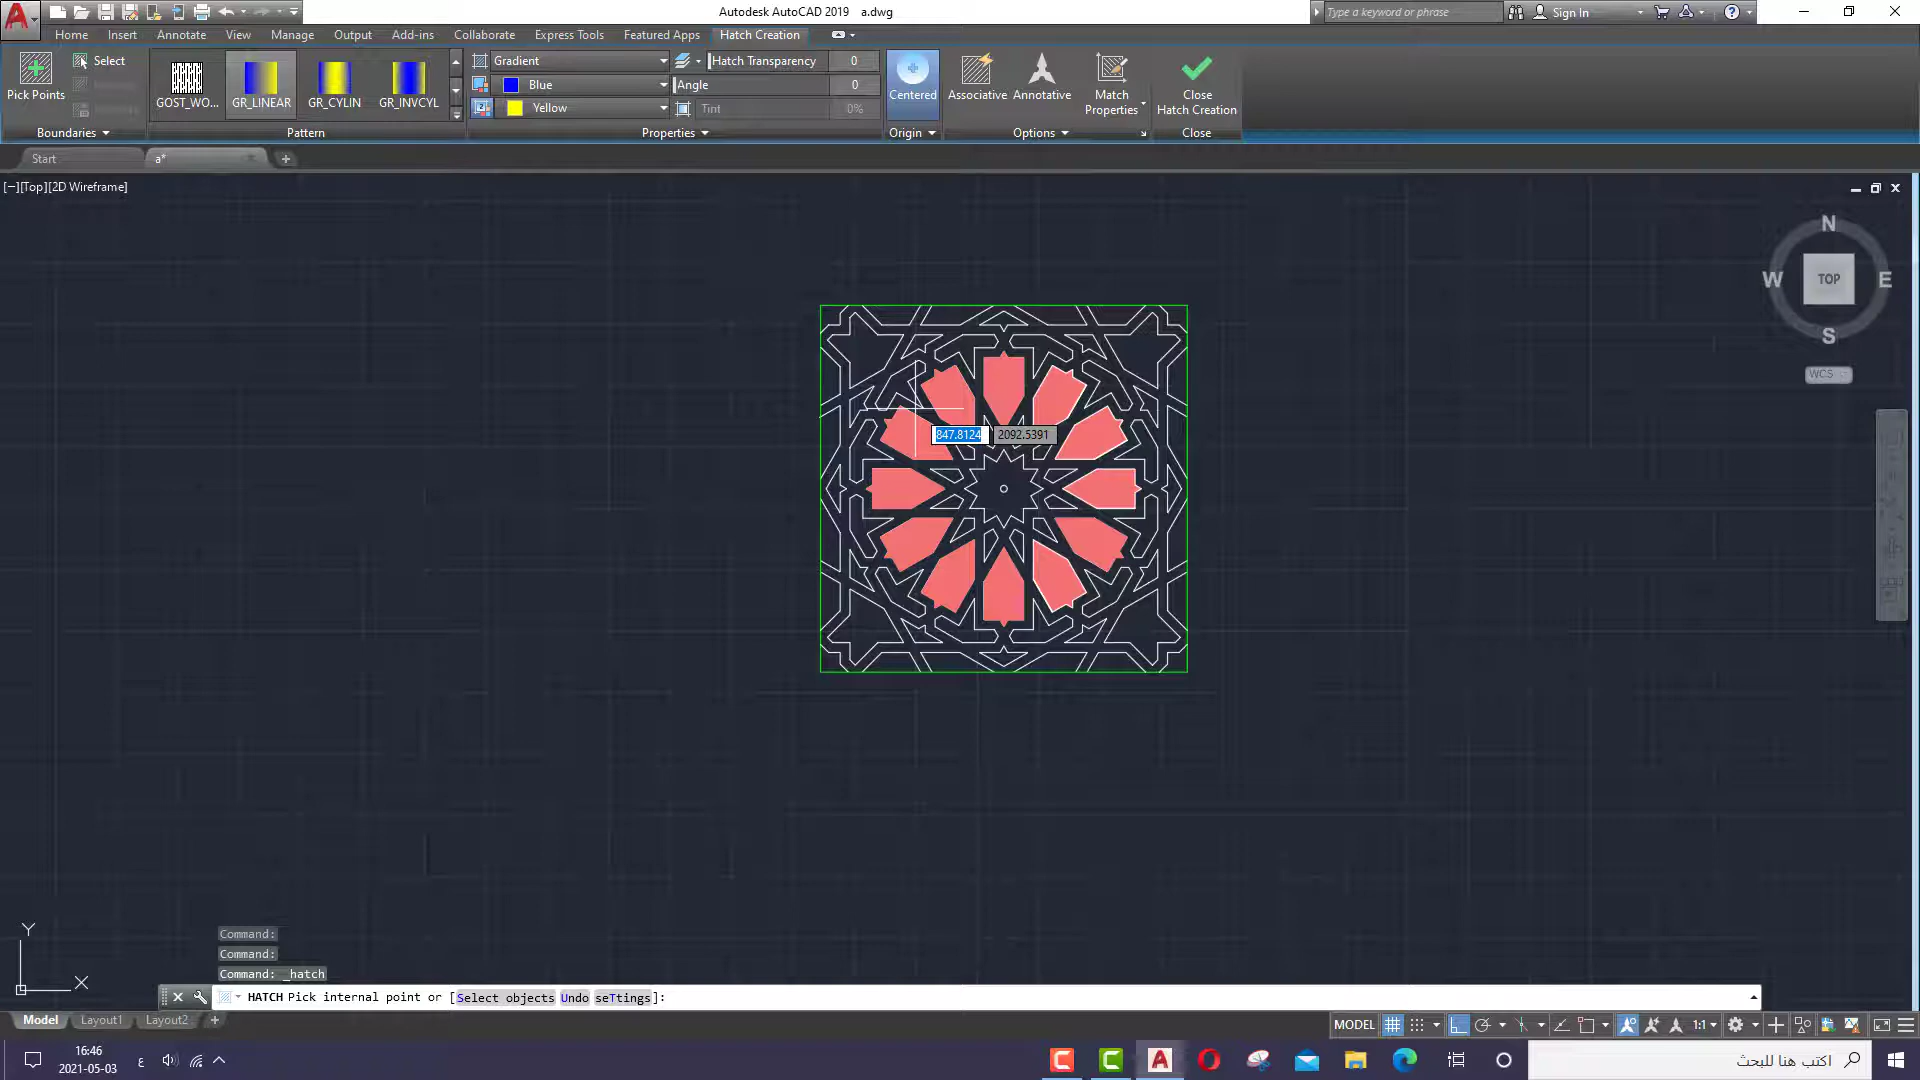 Autodesk AutoCAD 2019 a.dwg
Type a keyword or phrase
Sign In
Home Insert Annotate Parametric View Manage Output Add-ins Collaborate Express Tools Featured Apps Hatch Creation
Pick Points
Select
Boundaries
GOST_WO...
GR_LINEAR
GR_CYLIN
GR_INVCYL
Pattern
Gradient
Blue
Yellow
Hatch Transparency 0
Angle 0
Tint 0%
Properties
Centered
Origin
Associative
Annotative
Match
Properties
Options
Close
Hatch Creation
Close
Start
a*
[−][Top][2D Wireframe]
N
W
TOP
E
S
WCS
847.8124 2092.5391
Y
X
Command:
Command:
Command: _hatch
HATCH Pick internal point or [Select objects Undo seTtings]:
Model Layout1 Layout2
MODEL
1:1
16:46
2021-05-03
ع
اكتب هنا للبحث